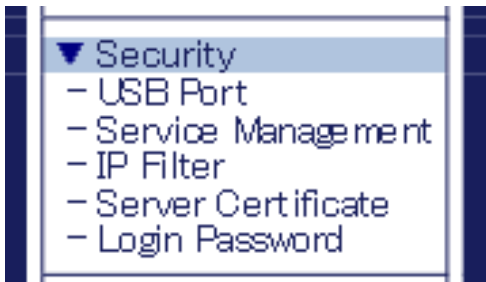 ▼ Security
– USB Port
– Service Management
– IP Filter
– Server Certificate
– Login Password